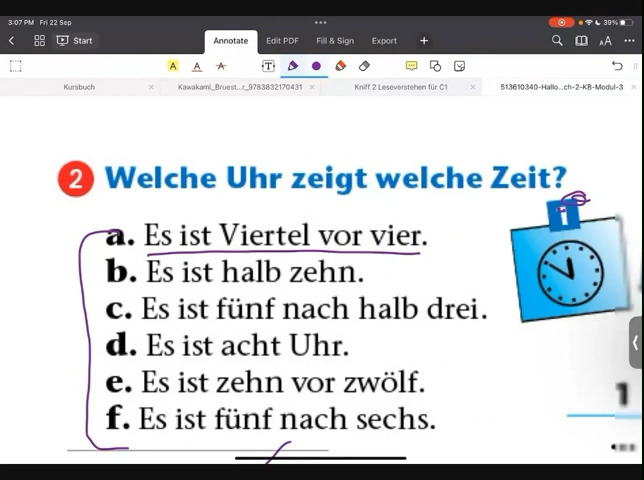 3:07 PM Fri 22 Sep
39%
Start
Annotate
Edit PDF
Fill & Sign
Export
Kursbuch
Kawakami_Bruest...r_9783832170431
Kniff 2 Leseverstehen für C1
513610340-Hallo...ch-2-KB-Modul-3
2 Welche Uhr zeigt welche Zeit?
a. Es ist Viertel vor vier.
b. Es ist halb zehn.
c. Es ist fünf nach halb drei.
d. Es ist acht Uhr.
e. Es ist zehn vor zwölf.
f. Es ist fünf nach sechs.
1